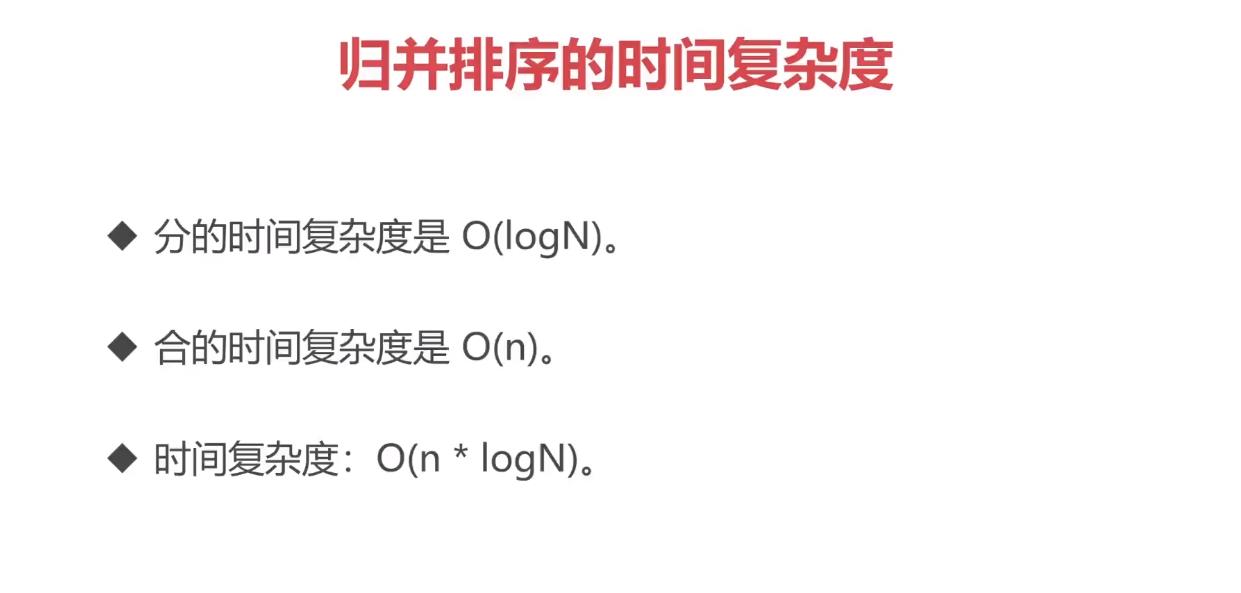 归并排序的时间复杂度
◆ 分的时间复杂度是 O(logN)。
◆ 合的时间复杂度是 O(n)。
◆ 时间复杂度：O(n * logN)。